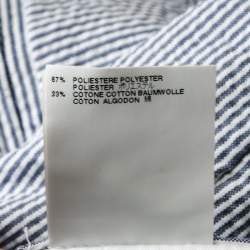 67% POLIESTERE POLYESTER
POLIESTER ポリエステル
33% COTONE COTTON BAUMWOLLE
COTON ALGODON 綿